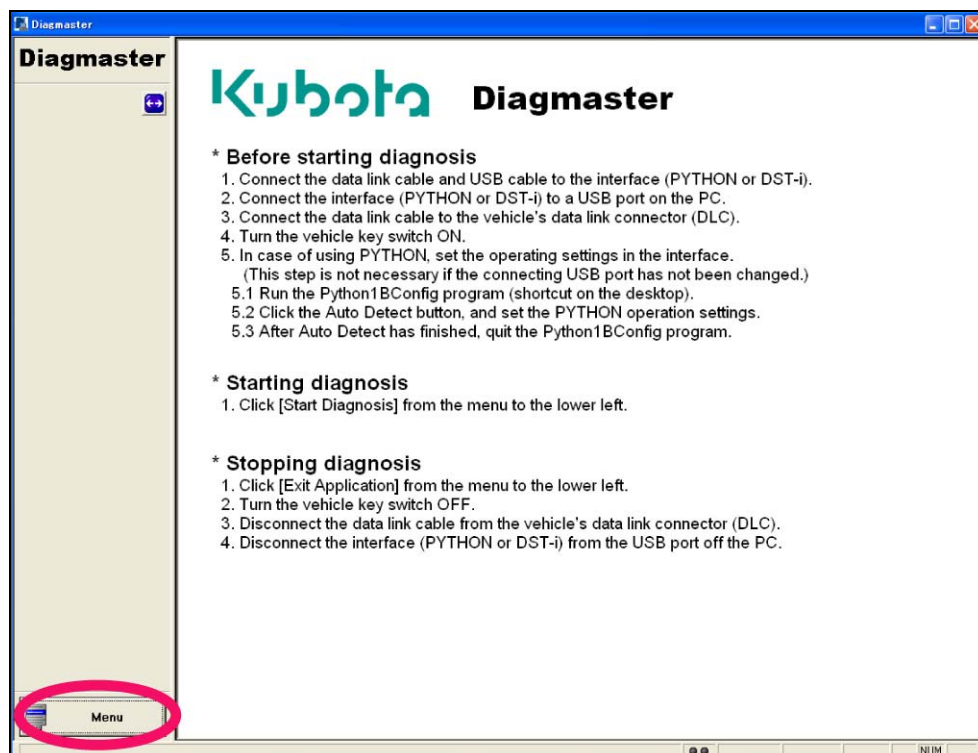 Diagmaster
Diagmaster
Kubota Diagmaster
* Before starting diagnosis
1. Connect the data link cable and USB cable to the interface (PYTHON or DST-i).
2. Connect the interface (PYTHON or DST-i) to a USB port on the PC.
3. Connect the data link cable to the vehicle's data link connector (DLC).
4. Turn the vehicle key switch ON.
5. In case of using PYTHON, set the operating settings in the interface.
(This step is not necessary if the connecting USB port has not been changed.)
5.1 Run the Python1BConfig program (shortcut on the desktop).
5.2 Click the Auto Detect button, and set the PYTHON operation settings.
5.3 After Auto Detect has finished, quit the Python1BConfig program.
* Starting diagnosis
1. Click [Start Diagnosis] from the menu to the lower left.
* Stopping diagnosis
1. Click [Exit Application] from the menu to the lower left.
2. Turn the vehicle key switch OFF.
3. Disconnect the data link cable from the vehicle's data link connector (DLC).
4. Disconnect the interface (PYTHON or DST-i) from the USB port off the PC.
Menu
NUM